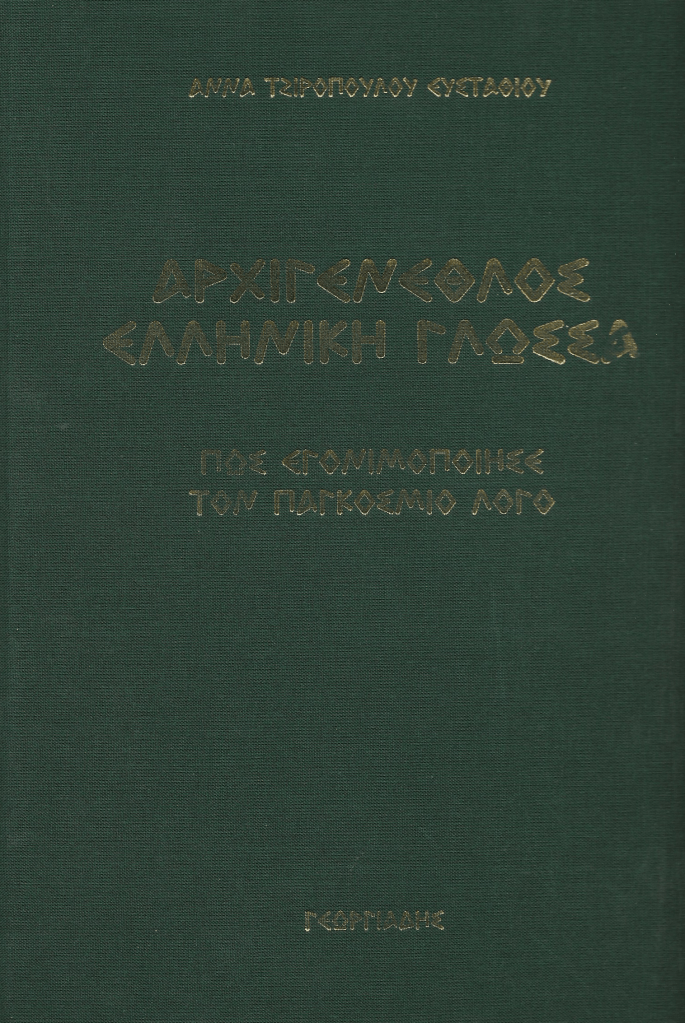 ΑΝΝΑ ΤΖΙΡΟΠΟΥΛΟΥ ΕΥΣΤΑΘΙΟΥ
ΑΡΧΙΓΕΝΕΘΛΟΣ
ΕΛΛΗΝΙΚΗ ΓΛΩΣΣΑ
ΠΩΣ ΕΓΟΝΙΜΟΠΟΙΗΣΕ
ΤΟΝ ΠΑΓΚΟΣΜΙΟ ΛΟΓΟ
ΓΕΩΡΓΙΑΔΗΣ